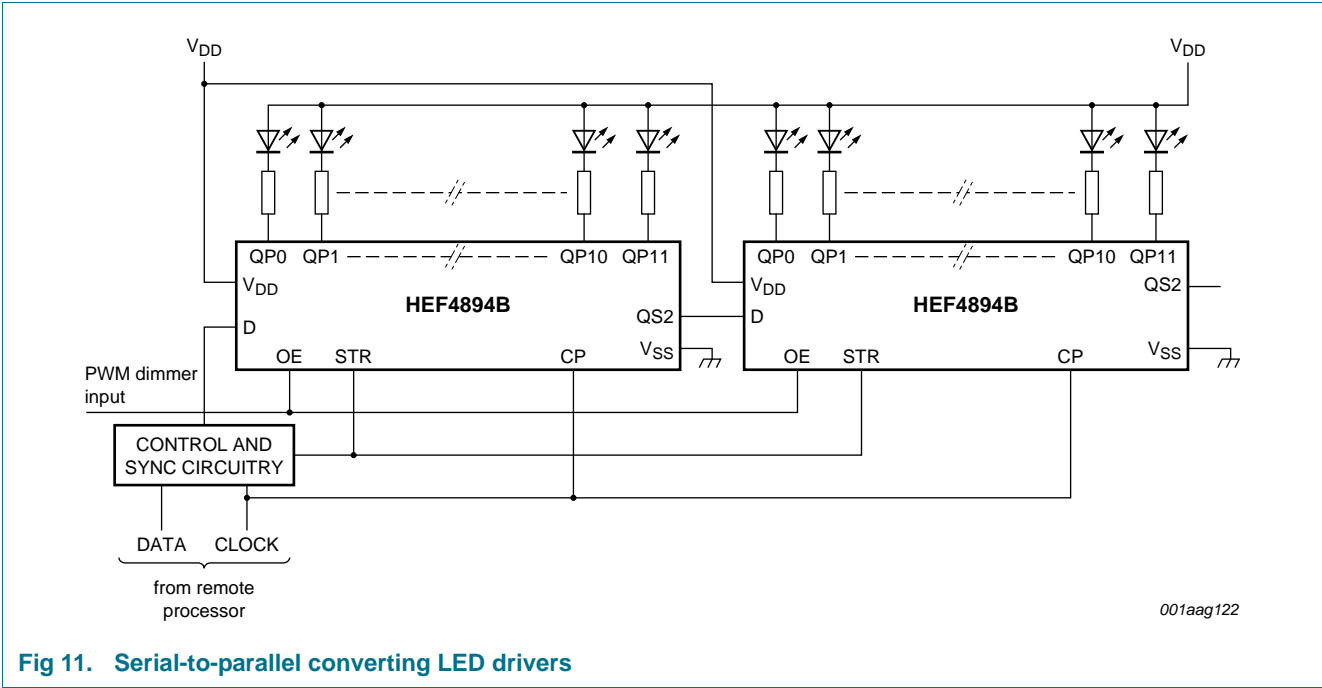 VDD VDD
QP0 QP1 QP10 QP11 QP0 QP1 QP10 QP11
VDD HEF4894B QS2 VDD HEF4894B QS2
D D
OE STR CP VSS OE STR CP VSS
PWM dimmer
input
CONTROL AND
SYNC CIRCUITRY
DATA CLOCK
from remote
processor
001aag122
Fig 11. Serial-to-parallel converting LED drivers